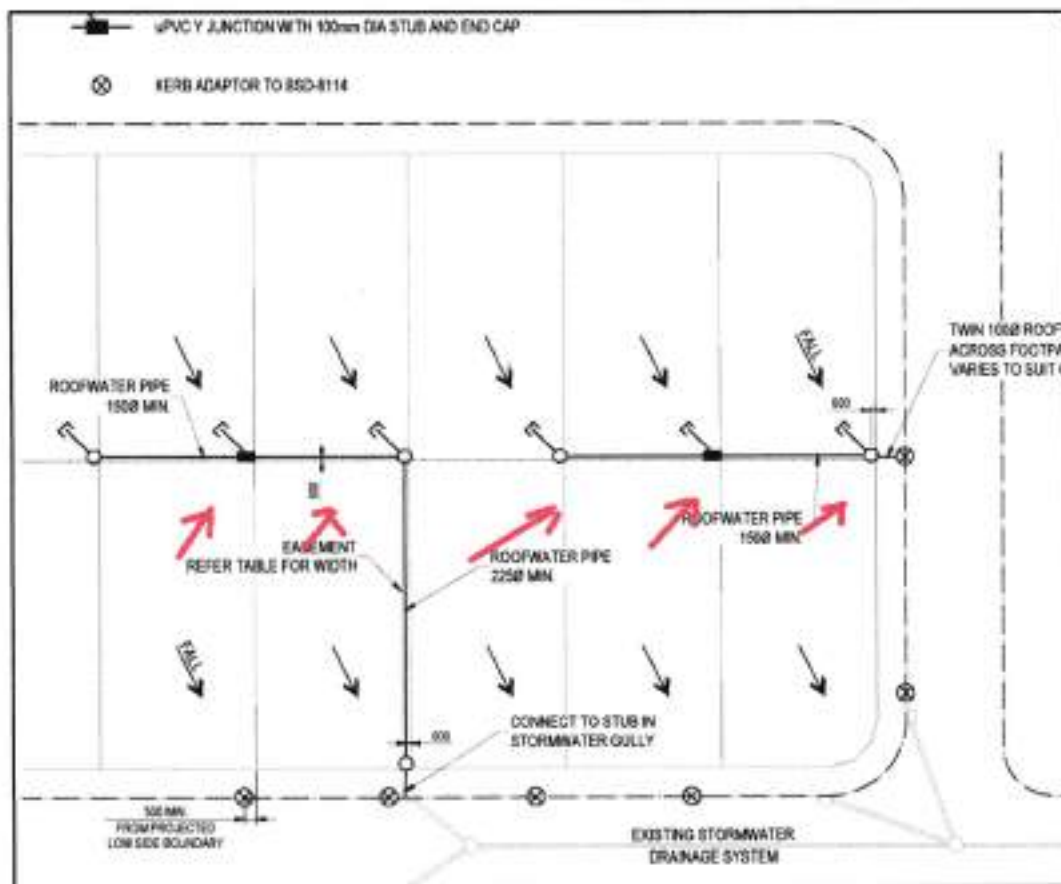 uPVC Y JUNCTION WITH 100mm DIA STUB AND END CAP
KERB ADAPTOR TO BSD-8114
TWIN 100Ø ROOF
ACROSS FOOTPA
VARIES TO SUIT
FALL
600
ROOFWATER PIPE
150Ø MIN.
ROOFWATER PIPE
150Ø MIN.
EASEMENT
REFER TABLE FOR WIDTH
ROOFWATER PIPE
225Ø MIN.
FALL
600
CONNECT TO STUB IN
STORMWATER GULLY
500 MIN.
FROM PROJECTED
LOW SIDE BOUNDARY
EXISTING STORMWATER
DRAINAGE SYSTEM